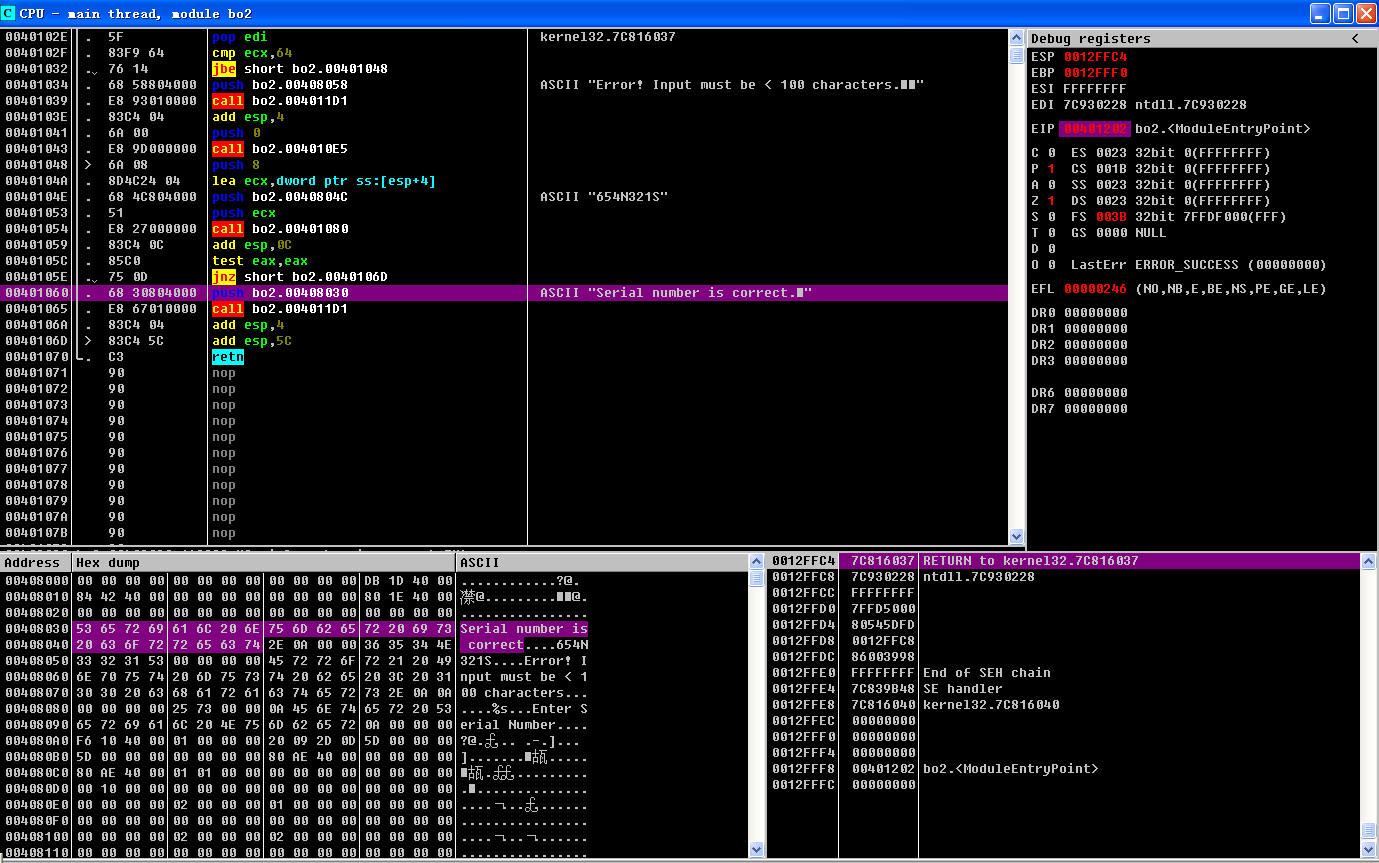 CPU - main thread, module bo2
0040102E . 5F pop edi kernel32.7C816037
0040102F . 83F9 64 cmp ecx,64
00401032 .⌄ 76 14 jbe short bo2.00401048
00401034 . 68 58804000 push bo2.00408058 ASCII "Error! Input must be < 100 characters.■■"
00401039 . E8 93010000 call bo2.004011D1
0040103E . 83C4 04 add esp,4
00401041 . 6A 00 push 0
00401043 . E8 9D000000 call bo2.004010E5
00401048 > 6A 08 push 8
0040104A . 8D4C24 04 lea ecx,dword ptr ss:[esp+4]
0040104E . 68 4C804000 push bo2.0040804C ASCII "654N321S"
00401053 . 51 push ecx
00401054 . E8 27000000 call bo2.00401080
00401059 . 83C4 0C add esp,0C
0040105C . 85C0 test eax,eax
0040105E .⌄ 75 0D jnz short bo2.0040106D
00401060 . 68 30804000 push bo2.00408030 ASCII "Serial number is correct.■"
00401065 . E8 67010000 call bo2.004011D1
0040106A . 83C4 04 add esp,4
0040106D > 83C4 5C add esp,5C
00401070 . C3 retn
00401071 90 nop
00401072 90 nop
00401073 90 nop
00401074 90 nop
00401075 90 nop
00401076 90 nop
00401077 90 nop
00401078 90 nop
00401079 90 nop
0040107A 90 nop
0040107B 90 nop
Debug registers <
ESP 0012FFC4
EBP 0012FFF0
ESI FFFFFFFF
EDI 7C930228 ntdll.7C930228
EIP 00401202 bo2.<ModuleEntryPoint>
C 0 ES 0023 32bit 0(FFFFFFFF)
P 1 CS 001B 32bit 0(FFFFFFFF)
A 0 SS 0023 32bit 0(FFFFFFFF)
Z 1 DS 0023 32bit 0(FFFFFFFF)
S 0 FS 003B 32bit 7FFDF000(FFF)
T 0 GS 0000 NULL
D 0
O 0 LastErr ERROR_SUCCESS (00000000)
EFL 00000246 (NO,NB,E,BE,NS,PE,GE,LE)
DR0 00000000
DR1 00000000
DR2 00000000
DR3 00000000
DR6 00000000
DR7 00000000
Address Hex dump ASCII
00408000 00 00 00 00 00 00 00 00 00 00 00 00 DB 1D 40 00 ............?@.
00408010 84 42 40 00 00 00 00 00 00 00 00 00 80 1E 40 00 @.........■■@.
00408020 00 00 00 00 00 00 00 00 00 00 00 00 00 00 00 00 ................
00408030 53 65 72 69 61 6C 20 6E 75 6D 62 65 72 20 69 73 Serial number is
00408040 20 63 6F 72 72 65 63 74 2E 0A 00 00 36 35 34 4E correct....654N
00408050 33 32 31 53 00 00 00 00 45 72 72 6F 72 21 20 49 321S....Error! I
00408060 6E 70 75 74 20 6D 75 73 74 20 62 65 20 3C 20 31 nput must be < 1
00408070 30 30 20 63 68 61 72 61 63 74 65 72 73 2E 0A 0A 00 characters...
00408080 00 00 00 00 25 73 00 00 0A 45 6E 74 65 72 20 53 ....%s...Enter S
00408090 65 72 69 61 6C 20 4E 75 6D 62 65 72 0A 00 00 00 erial Number....
004080A0 F6 10 40 00 01 00 00 00 20 09 2D 0D 5D 00 00 00 ?@. .. .-.]...
004080B0 5D 00 00 00 00 00 00 00 80 AE 40 00 00 00 00 00 ].......■瓳.....
004080C0 80 AE 40 00 01 01 00 00 00 00 00 00 00 00 00 00 ■瓳. ..........
004080D0 00 10 00 00 00 00 00 00 00 00 00 00 00 00 00 00 .■..............
004080E0 00 00 00 00 02 00 00 00 01 00 00 00 00 00 00 00 ....¬... .......
004080F0 00 00 00 00 00 00 00 00 00 00 00 00 00 00 00 00 ................
00408100 00 00 00 00 02 00 00 00 02 00 00 00 00 00 00 00 ....¬...¬.......
00408110 00 00 00 00 00 00 00 00 00 00 00 00 00 00 00 00 ................
0012FFC4 7C816037 RETURN to kernel32.7C816037
0012FFC8 7C930228 ntdll.7C930228
0012FFCC FFFFFFFF
0012FFD0 7FFD5000
0012FFD4 80545DFD
0012FFD8 0012FFC8
0012FFDC 86003998
0012FFE0 FFFFFFFF End of SEH chain
0012FFE4 7C839B48 SE handler
0012FFE8 7C816040 kernel32.7C816040
0012FFEC 00000000
0012FFF0 00000000
0012FFF4 00000000
0012FFF8 00401202 bo2.<ModuleEntryPoint>
0012FFFC 00000000